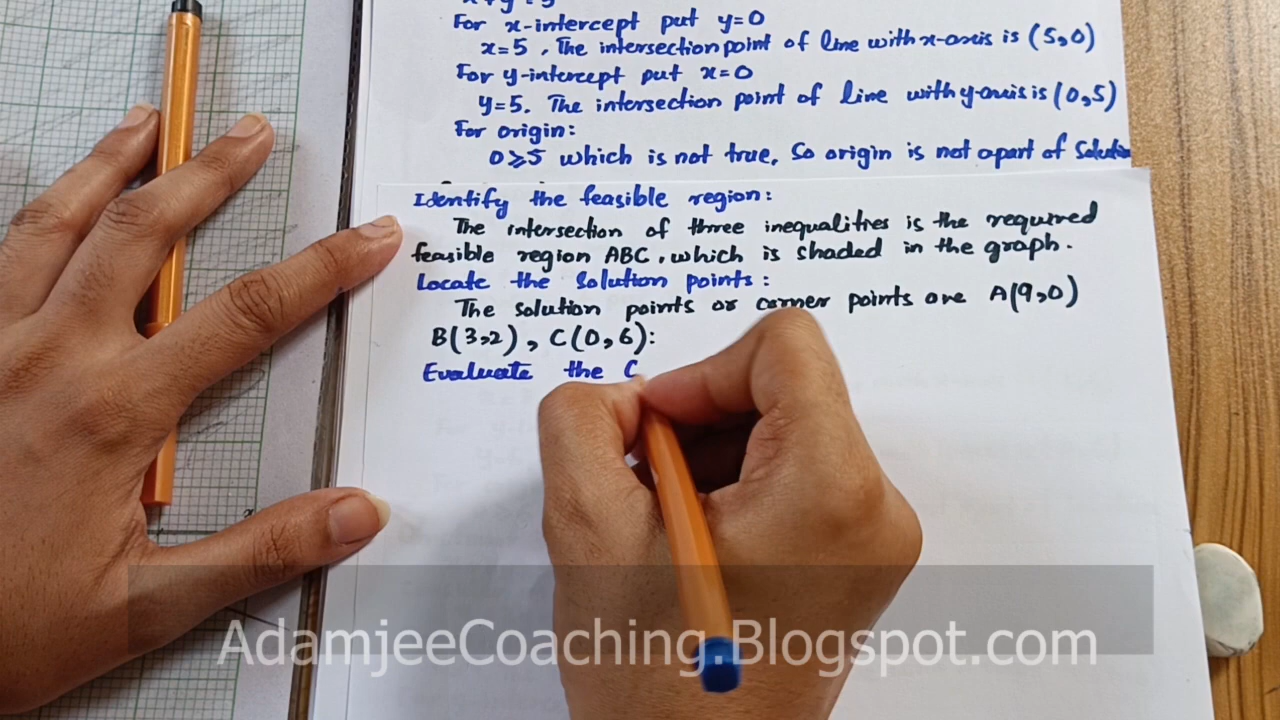 For x-intercept put y=0
x=5 , The intersection point of line with x-axis is (5,0)
For y-intercept put x=0
y=5. The intersection point of line with y-axis is (0,5)
For origin:
0⩾5 which is not true, So origin is not a part of Solution
Identify the feasible region:
The intersection of three inequalities is the required
feasible region ABC, which is shaded in the graph.
Locate the Solution points:
The solution points or corner points are A(9,0)
B(3,2), C(0,6):
Evaluate the C
AdamjeeCoaching.Blogspot.com